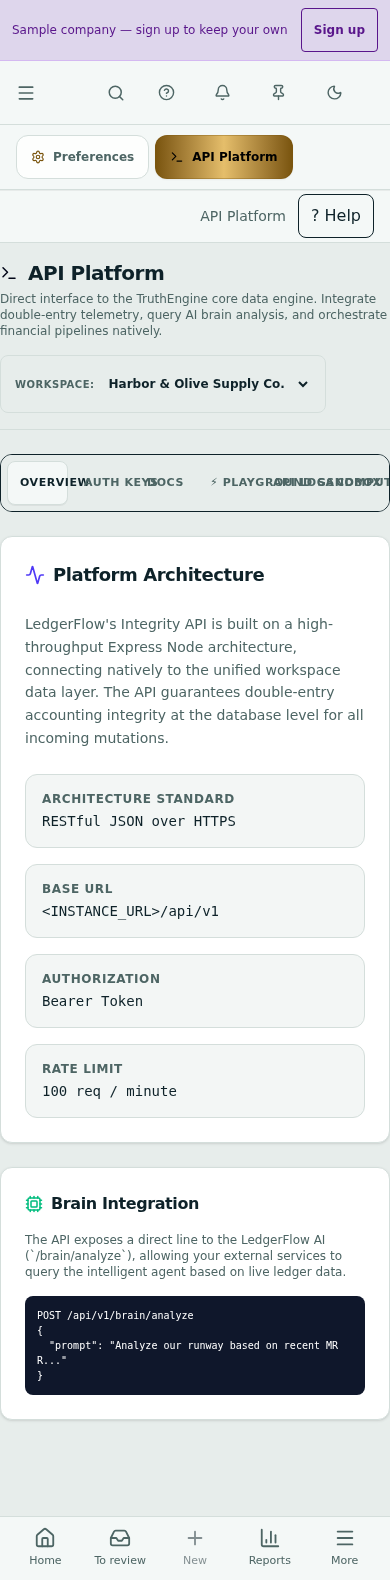 Sample company — sign up to keep your own
Sign up
Preferences
API Platform
API Platform
? Help
API Platform
Direct interface to the TruthEngine core data engine. Integrate
double-entry telemetry, query AI brain analysis, and orchestrate
financial pipelines natively.
WORKSPACE: Harbor & Olive Supply Co.
OVERVIEW
AUTH KEYS
DOCS
⚡ PLAYGROUND
Platform Architecture
LedgerFlow's Integrity API is built on a high-
throughput Express Node architecture,
connecting natively to the unified workspace
data layer. The API guarantees double-entry
accounting integrity at the database level for all
incoming mutations.
ARCHITECTURE STANDARD
RESTful JSON over HTTPS
BASE URL
<INSTANCE_URL>/api/v1
AUTHORIZATION
Bearer Token
RATE LIMIT
100 req / minute
Brain Integration
The API exposes a direct line to the LedgerFlow AI
(`/brain/analyze`), allowing your external services to
query the intelligent agent based on live ledger data.
POST /api/v1/brain/analyze
{
"prompt": "Analyze our runway based on recent MR
R..."
}
Home
To review
New
Reports
More